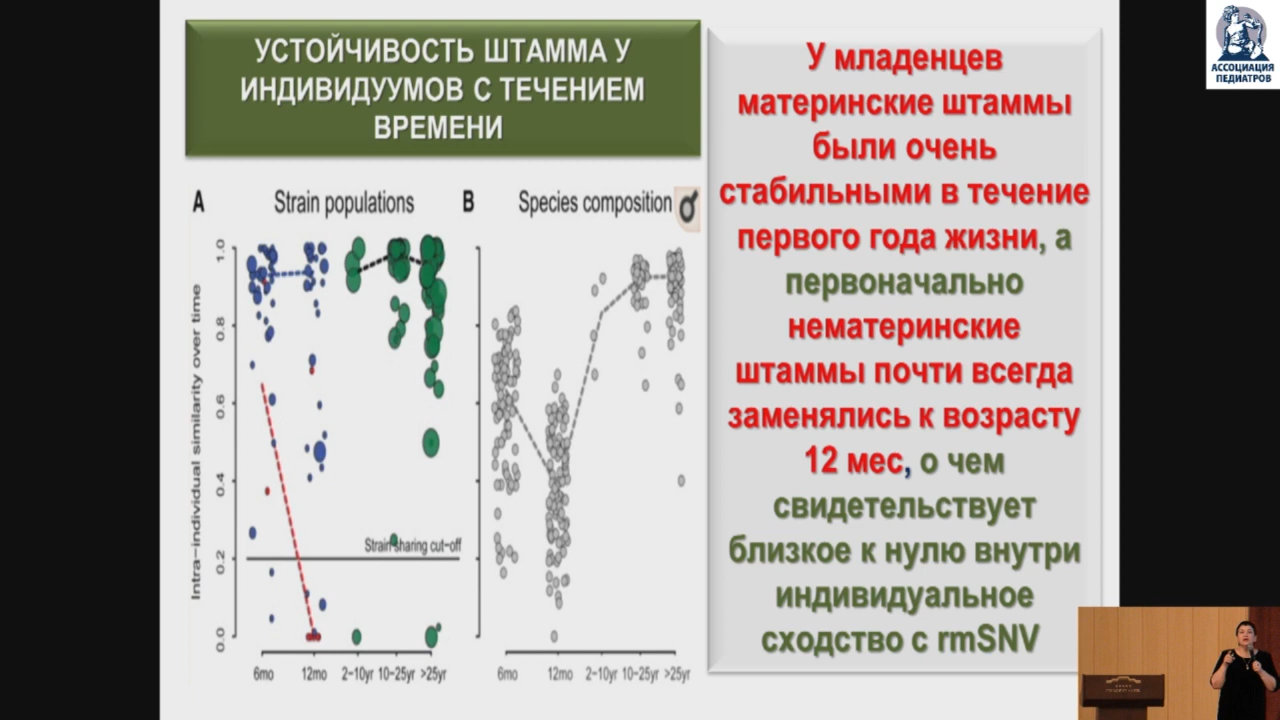 УСТОЙЧИВОСТЬ ШТАММА У
ИНДИВИДУУМОВ С ТЕЧЕНИЕМ
ВРЕМЕНИ
A
Strain populations
B
Species composition
Intra-individual similarity over time
1.0
0.8
0.6
0.4
0.2
0.0
Strain sharing cut-off
6mo 12mo 2-10yr 10-25yr >25yr
6mo 12mo 2-10yr 10-25yr >25yr
У младенцев
материнские штаммы
были очень
стабильными в течение
первого года жизни, а
первоначально
нематеринские
штаммы почти всегда
заменялись к возрасту
12 мес, о чем
свидетельствует
близкое к нулю внутри
индивидуальное
сходство с rmSNV
АССОЦИАЦИЯ
ПЕДИАТРОВ